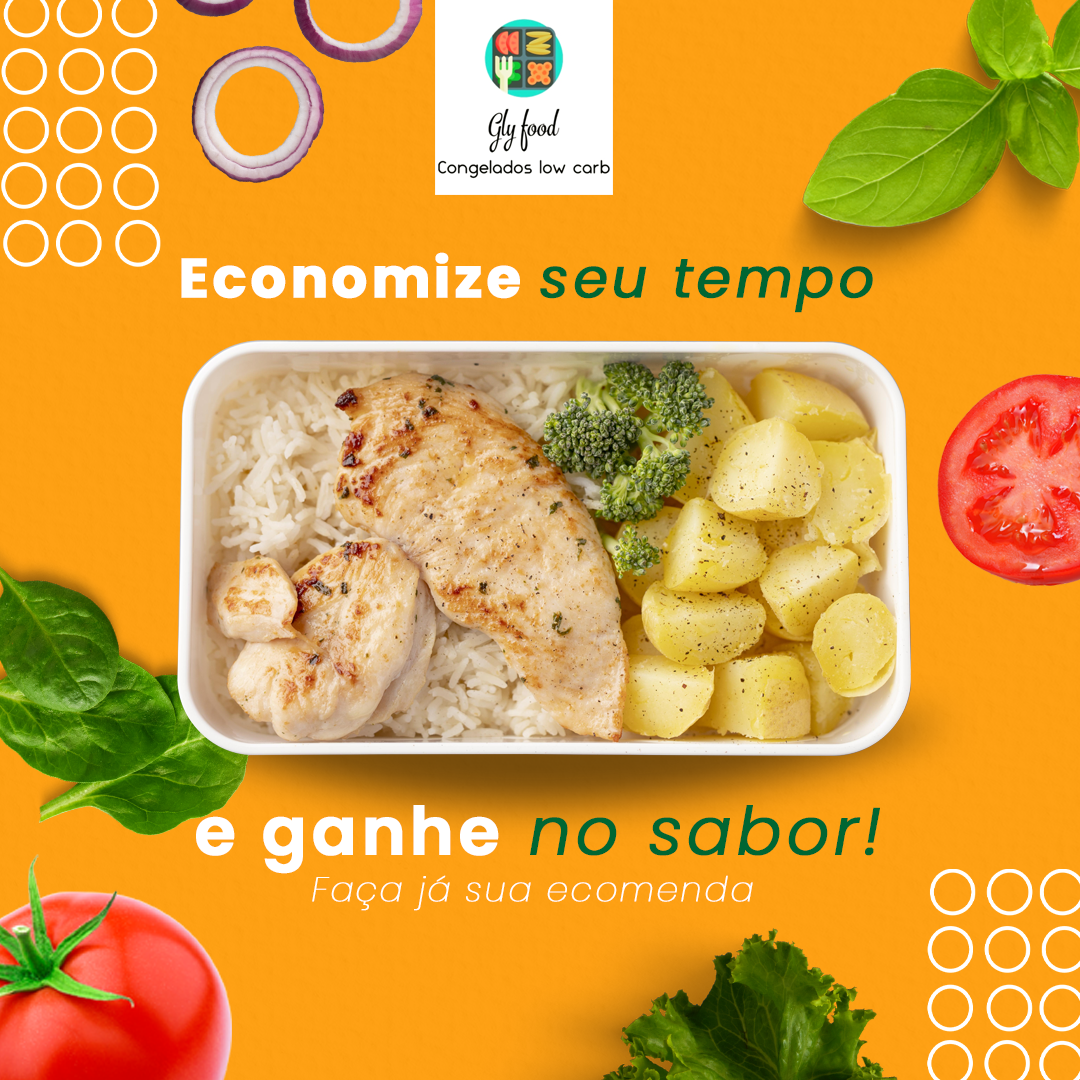 Gly food
Congelados low carb
Economize seu tempo
e ganhe no sabor!
Faça já sua ecomenda